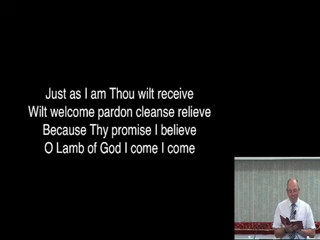 Just as I am Thou wilt receive
Wilt welcome pardon cleanse relieve
Because Thy promise I believe
O Lamb of God I come I come